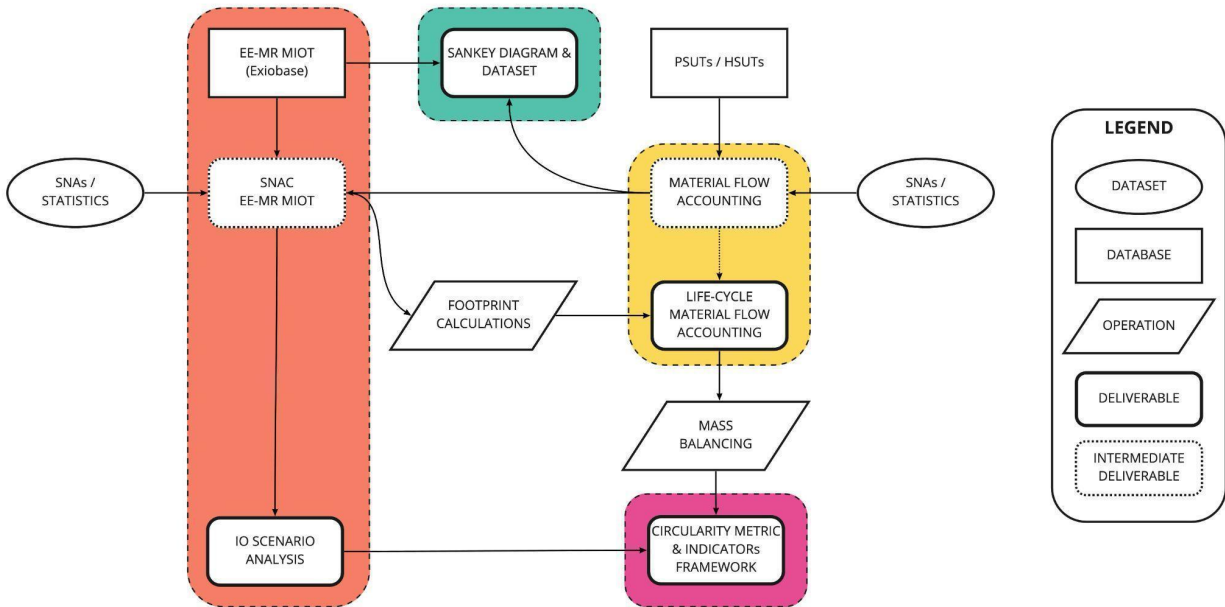 EE-MR MIOT
(Exiobase)
SANKEY DIAGRAM &
DATASET
PSUTs / HSUTs
LEGEND
SNAs /
STATISTICS
SNAC
EE-MR MIOT
MATERIAL FLOW
ACCOUNTING
SNAs /
STATISTICS
DATASET
DATABASE
FOOTPRINT
CALCULATIONS
LIFE-CYCLE
MATERIAL FLOW
ACCOUNTING
OPERATION
DELIVERABLE
MASS
BALANCING
INTERMEDIATE
DELIVERABLE
IO SCENARIO
ANALYSIS
CIRCULARITY METRIC
& INDICATORs
FRAMEWORK